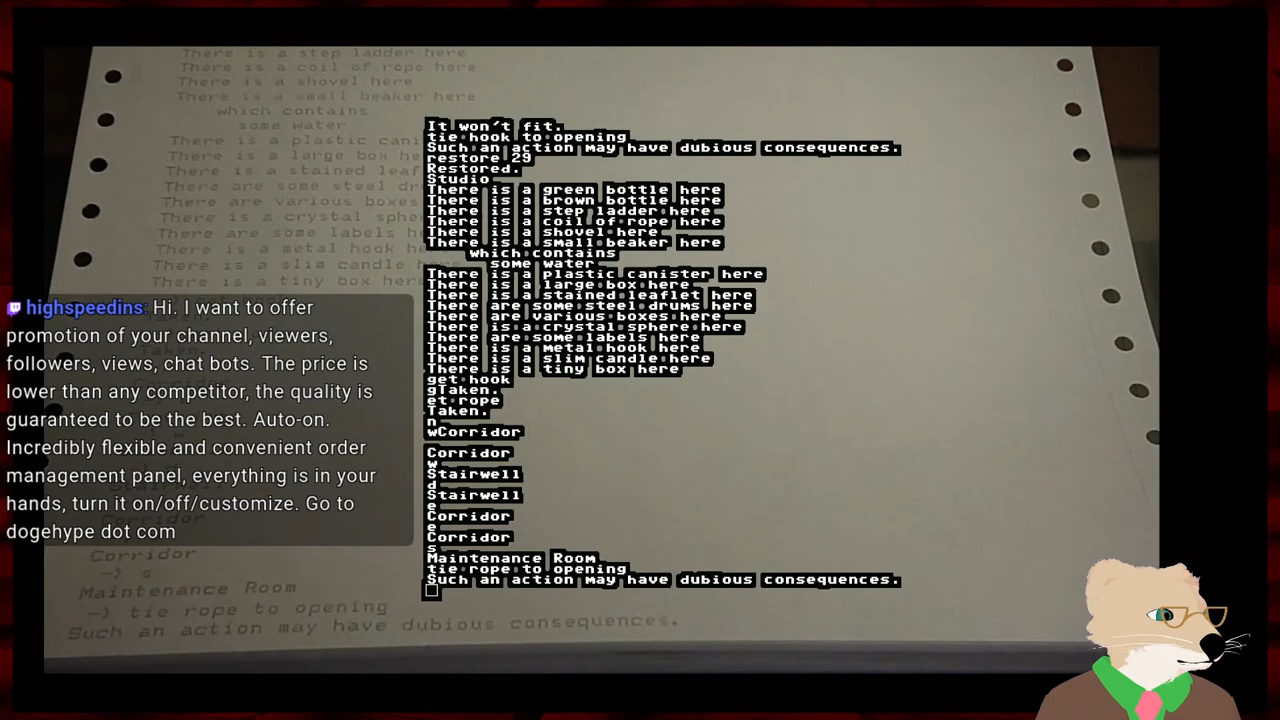 There is a step ladder here
There is a coil of rope here
There is a shovel here
There is a small beaker here
which contains
some water
There is a plastic cani
There is a large box he
There is a stained leaf
There are some steel dr
There are various boxes
There is a crystal sphe
There are some labels h
There is a metal hook he
There is a slim candle here
There is a tiny box here
Corridor
Corridor
-> s
Maintenance Room
-> tie rope to opening
Such an action may have dubious consequences.
highspeedins: Hi. I want to offer
promotion of your channel, viewers,
followers, views, chat bots. The price is
lower than any competitor, the quality is
guaranteed to be the best. Auto-on.
Incredibly flexible and convenient order
management panel, everything is in your
hands, turn it on/off/customize. Go to
dogehype dot com
It won't fit.
tie hook to opening
Such an action may have dubious consequences.
restore 29
Restored.
Studio
There is a green bottle here
There is a brown bottle here
There is a step ladder here
There is a coil of rope here
There is a shovel here
There is a small beaker here
which contains
some water
There is a plastic canister here
There is a large box here
There is a stained leaflet here
There are some steel drums here
There are various boxes here
There is a crystal sphere here
There are some labels here
There is a metal hook here
There is a slim candle here
There is a tiny box here
get hook
gTaken.
et rope
Taken.
n
wCorridor
Corridor
w
Stairwell
d
Stairwell
e
Corridor
e
Corridor
s
Maintenance Room
tie rope to opening
Such an action may have dubious consequences.